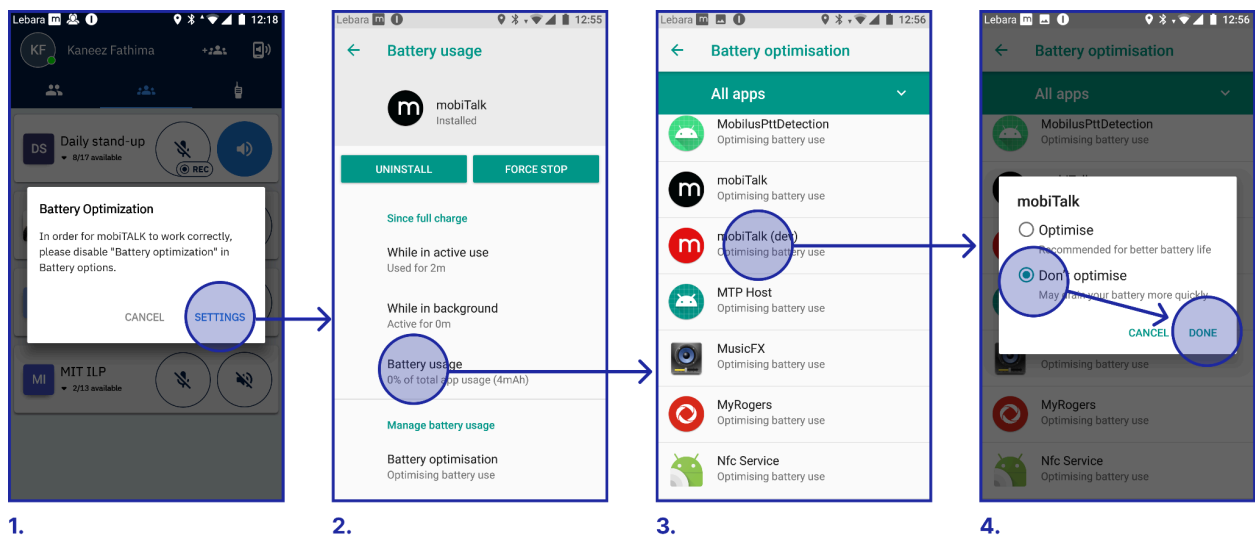 Lebara m 12:18
KF Kaneez Fathima
DS Daily stand-up
8/17 available
REC
Battery Optimization
In order for mobiTALK to work correctly,
please disable "Battery optimization" in
Battery options.
CANCEL SETTINGS
MI MIT ILP
2/13 available
1.
Lebara m 12:55
Battery usage
m mobiTalk
Installed
UNINSTALL FORCE STOP
Since full charge
While in active use
Used for 2m
While in background
Active for 0m
Battery usage
0% of total app usage (4mAh)
Manage battery usage
Battery optimisation
Optimising battery use
2.
Lebara m 12:56
Battery optimisation
All apps
MobilusPttDetection
Optimising battery use
m mobiTalk
Optimising battery use
m mobiTalk (dev)
Optimising battery use
MTP Host
Optimising battery use
MusicFX
Optimising battery use
MyRogers
Optimising battery use
Nfc Service
Optimising battery use
3.
Lebara m 12:56
Battery optimisation
All apps
MobilusPttDetection
Optimising battery use
mobiTalk
Optimise
Recommended for better battery life
Don't optimise
May drain your battery more quickly
CANCEL DONE
Optimising battery use
MyRogers
Optimising battery use
Nfc Service
Optimising battery use
4.